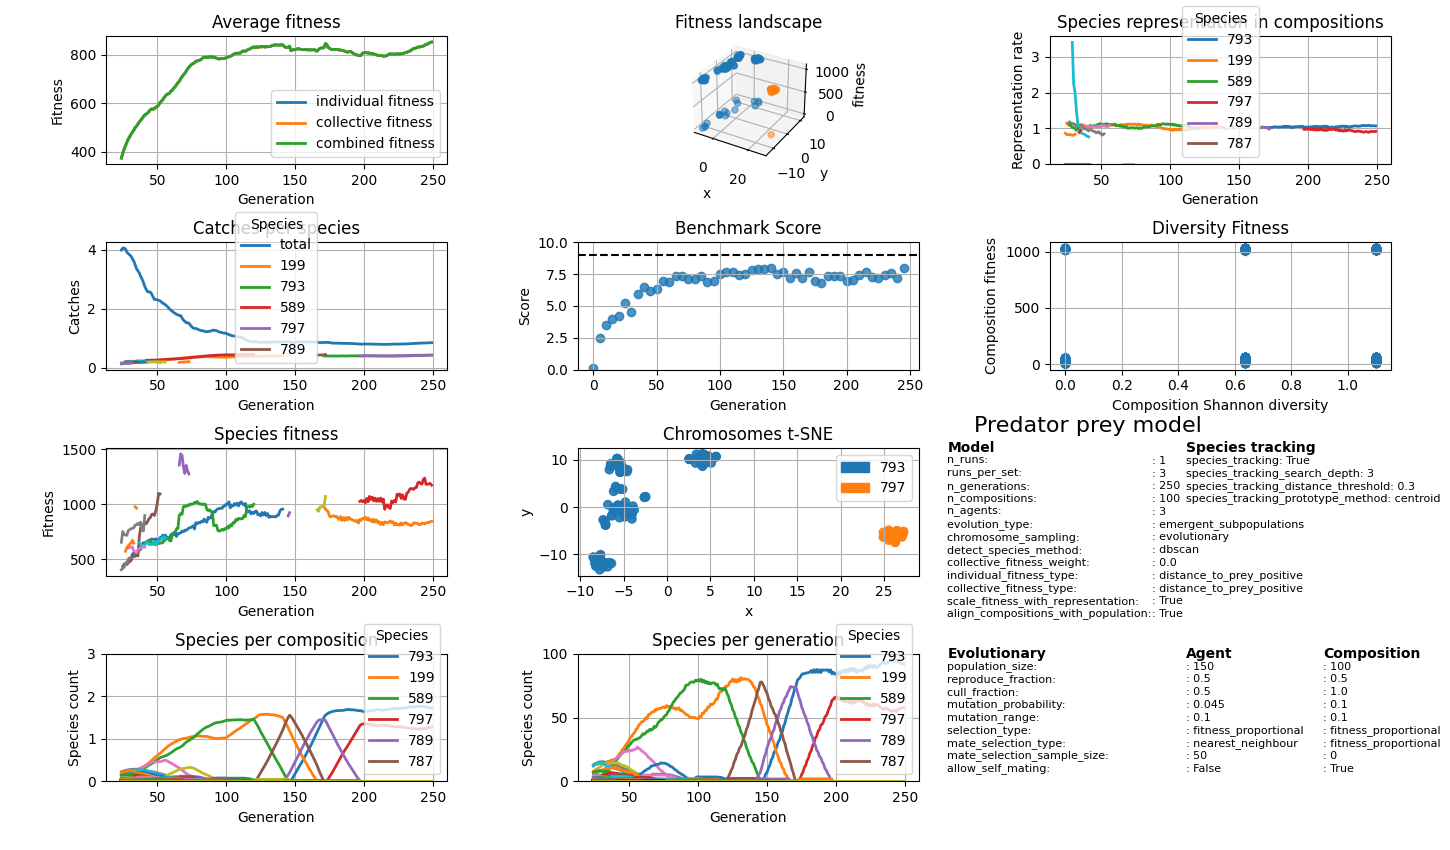 Average fitness
Fitness
800
600
400
individual fitness
collective fitness
combined fitness
50 100 150 200 250
Generation
Fitness landscape
1000
500
0
fitness
10
0
−10
y
0
20
x
Species representation in compositions
Species
793
199
589
797
789
787
Representation rate
3
2
1
0
50 100 150 200 250
Generation
Catches per species
Species
total
199
793
589
797
789
Catches
4
2
0
50 100 150 200 250
Generation
Benchmark Score
Score
10.0
7.5
5.0
2.5
0.0
0 50 100 150 200 250
Generation
Diversity Fitness
Composition fitness
1000
500
0
0.0 0.2 0.4 0.6 0.8 1.0
Composition Shannon diversity
Species fitness
Fitness
1500
1000
500
50 100 150 200 250
Generation
Chromosomes t-SNE
793
797
y
10
0
−10
−10 −5 0 5 10 15 20 25
x
Predator prey model
Model
n_runs: : 1
runs_per_set: : 3
n_generations: : 250
n_compositions: : 100
n_agents: : 3
evolution_type: : emergent_subpopulations
chromosome_sampling: : evolutionary
detect_species_method: : dbscan
collective_fitness_weight: : 0.0
individual_fitness_type: : distance_to_prey_positive
collective_fitness_type: : distance_to_prey_positive
scale_fitness_with_representation: : True
align_compositions_with_population: : True
Species tracking
species_tracking: True
species_tracking_search_depth: 3
species_tracking_distance_threshold: 0.3
species_tracking_prototype_method: centroid
Species per composition
Species
793
199
589
797
789
787
Species count
3
2
1
0
50 100 150 200 250
Generation
Species per generation
Species
793
199
589
797
789
787
Species count
100
50
0
50 100 150 200 250
Generation
Evolutionary Agent Composition
population_size: : 150 : 100
reproduce_fraction: : 0.5 : 0.5
cull_fraction: : 0.5 : 1.0
mutation_probability: : 0.045 : 0.1
mutation_range: : 0.1 : 0.1
selection_type: : fitness_proportional : fitness_proportional
mate_selection_type: : nearest_neighbour : fitness_proportional
mate_selection_sample_size: : 50 : 0
allow_self_mating: : False : True